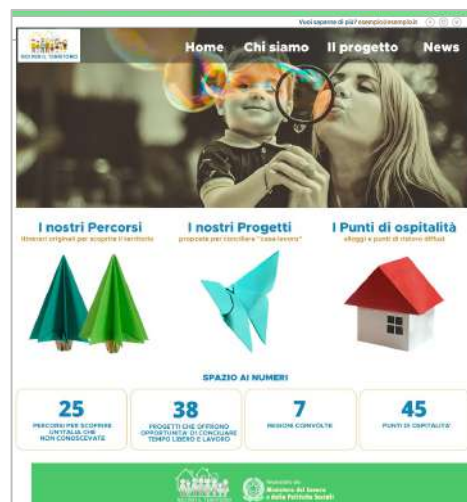 Vuoi saperne di più? esempio@esempio.it
Home Chi siamo Il progetto News
I nostri Percorsi
itinerari originali per scoprire il territorio
I nostri Progetti
proposte per conciliare "casa-lavoro"
I Punti di ospitalità
alloggi e punti di ristoro diffusi
SPAZIO AI NUMERI
25
PERCORSI PER SCOPRIRE
UN'ITALIA CHE
NON CONOSCEVATE
38
PROGETTI CHE OFFRONO
OPPORTUNITA' DI CONCILIARE
TEMPO LIBERO E LAVORO
7
REGIONI COINVOLTE
45
PUNTI DI OSPITALITA'
Ministero del Lavoro
e delle Politiche Sociali